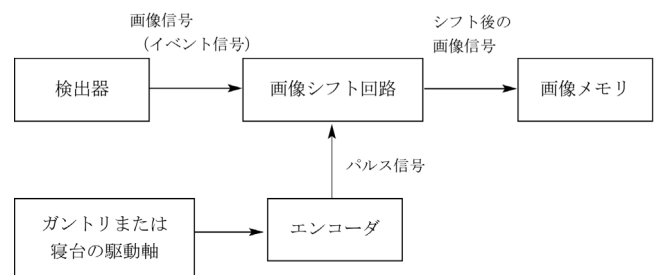 画像信号
（イベント信号）
シフト後の
画像信号
検出器
画像シフト回路
画像メモリ
パルス信号
ガントリまたは
寝台の駆動軸
エンコーダ